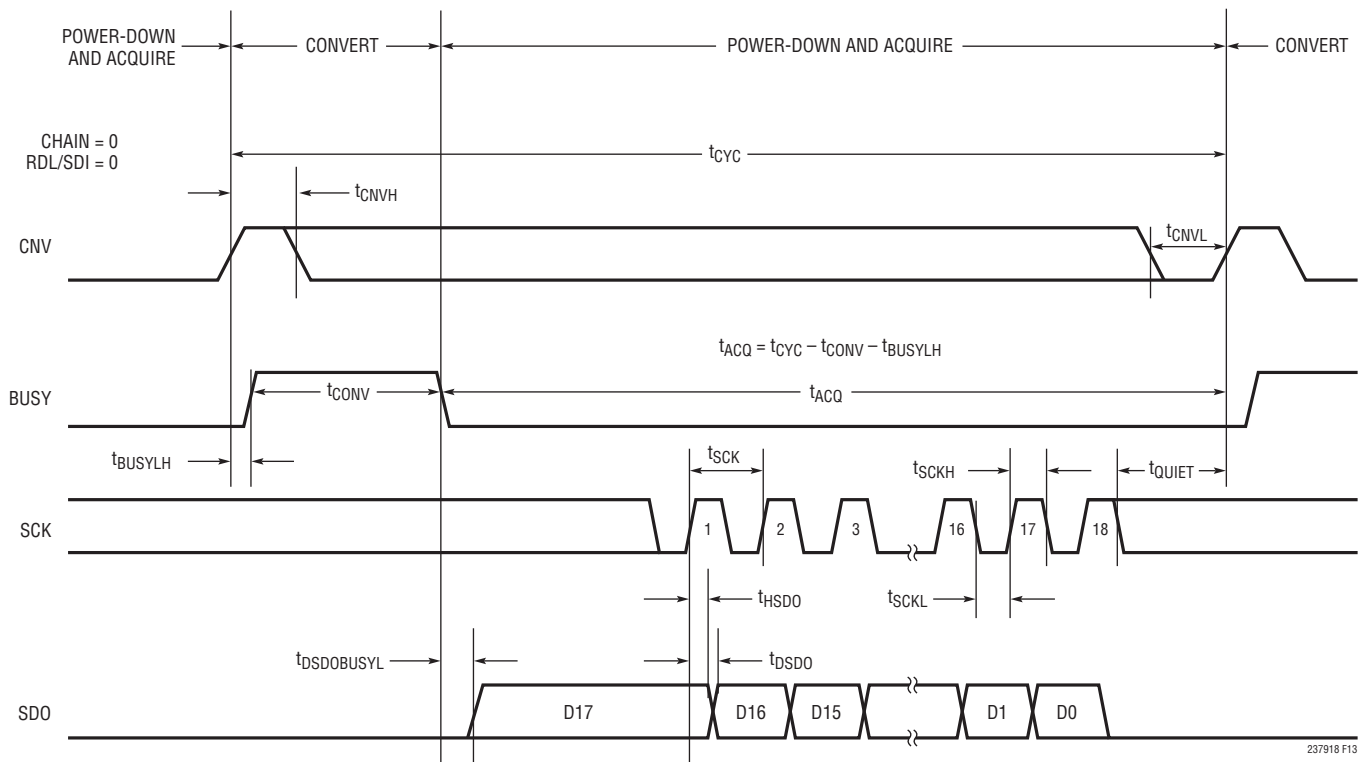 POWER-DOWN
AND ACQUIRE
CONVERT
POWER-DOWN AND ACQUIRE
CONVERT
CHAIN = 0
RDL/SDI = 0
tCYC
tCNVH
CNV
tCNVL
tACQ = tCYC – tCONV – tBUSYLH
BUSY
tCONV
tACQ
tBUSYLH
tSCK
tSCKH
tQUIET
SCK
1 2 3 16 17 18
tHSDO
tSCKL
tDSDOBUSYL
tDSDO
SDO
D17 D16 D15 D1 D0
237918 F13